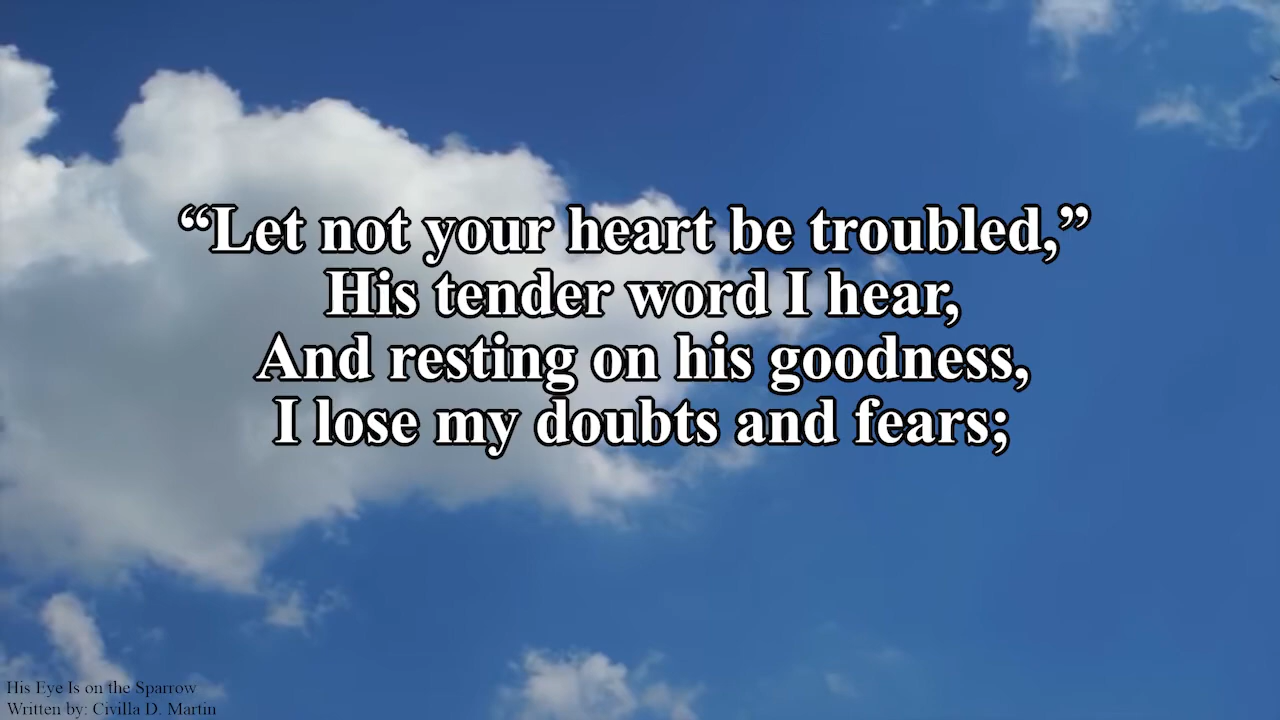 “Let not your heart be troubled,”
His tender word I hear,
And resting on his goodness,
I lose my doubts and fears;
His Eye Is on the Sparrow
Written by: Civilla D. Martin